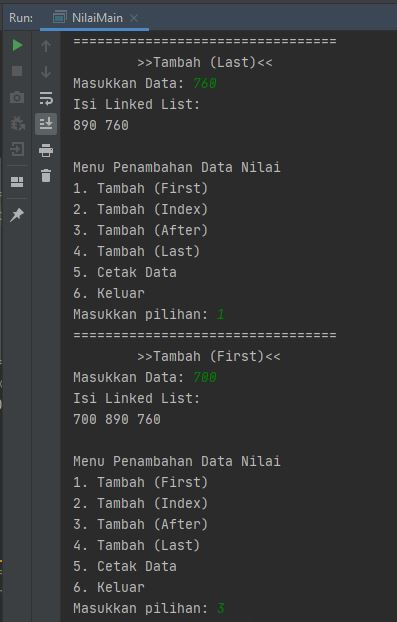 Run: NilaiMain ×
=================================
>>Tambah (Last)<<
Masukkan Data: 760
Isi Linked List:
890 760
Menu Penambahan Data Nilai
1. Tambah (First)
2. Tambah (Index)
3. Tambah (After)
4. Tambah (Last)
5. Cetak Data
6. Keluar
Masukkan pilihan: 1
=================================
>>Tambah (First)<<
Masukkan Data: 700
Isi Linked List:
700 890 760
Menu Penambahan Data Nilai
1. Tambah (First)
2. Tambah (Index)
3. Tambah (After)
4. Tambah (Last)
5. Cetak Data
6. Keluar
Masukkan pilihan: 3